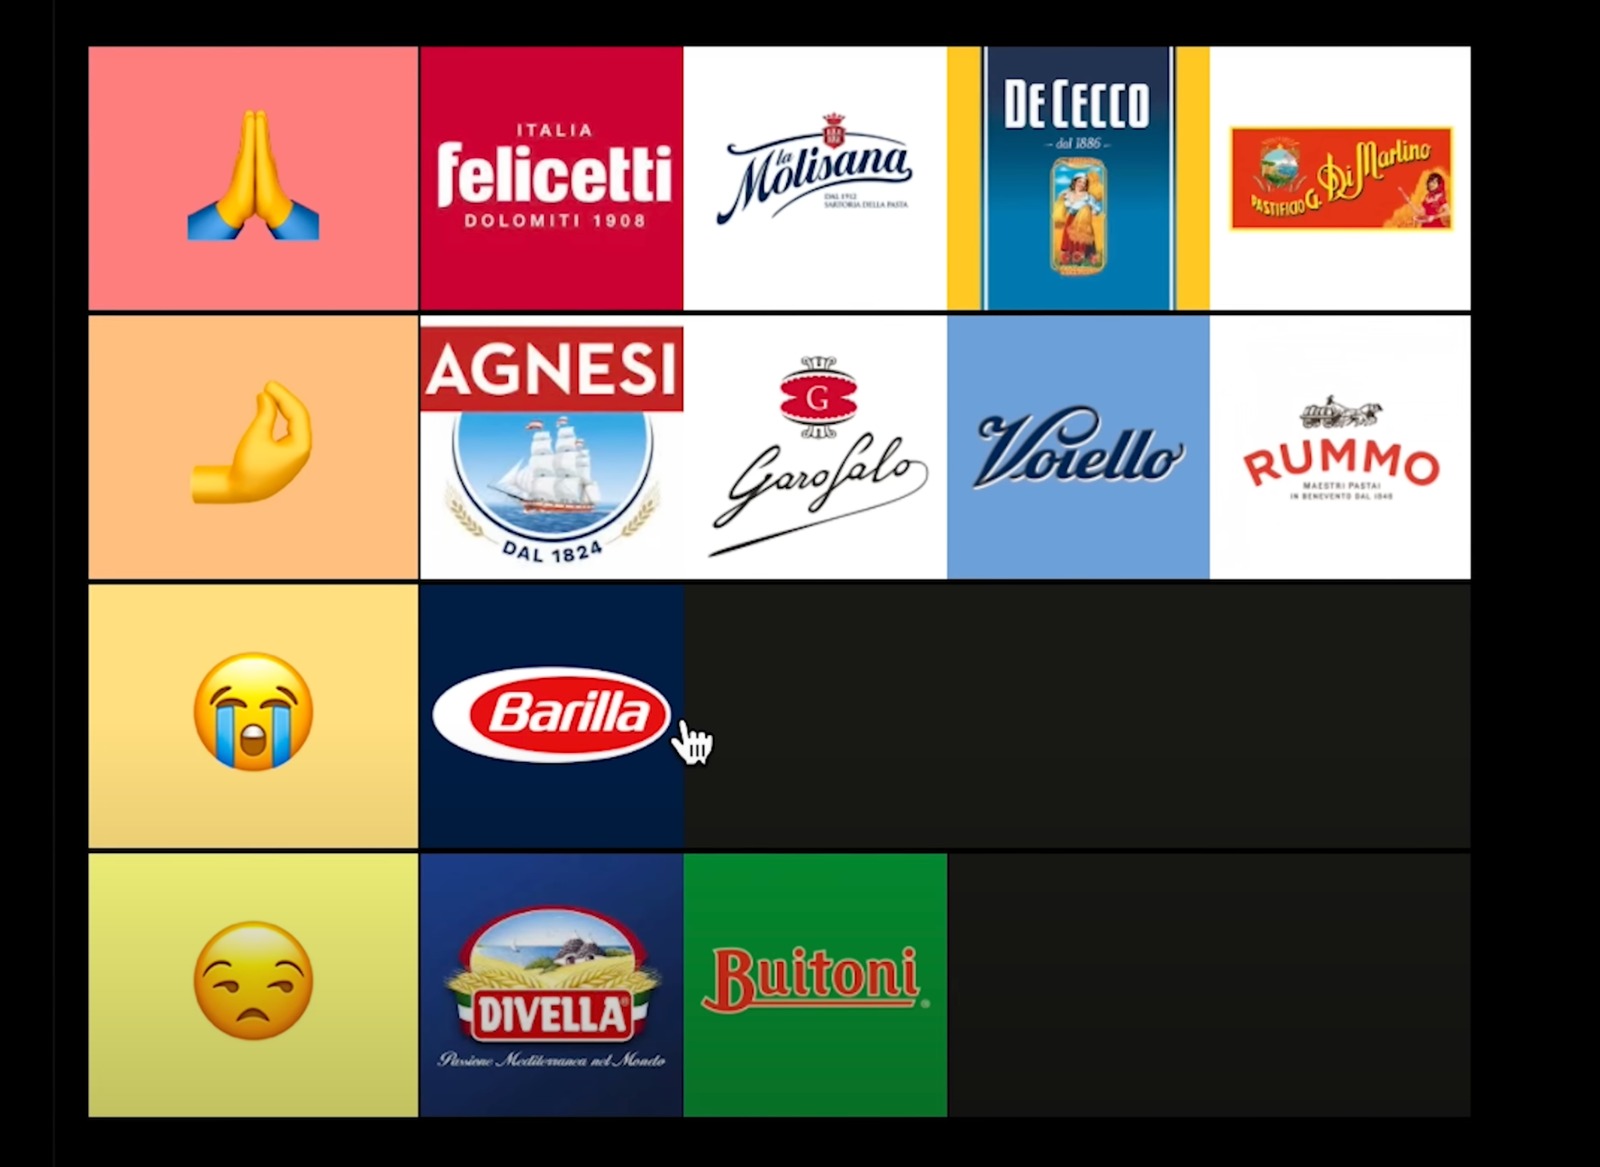 ITALIA
felicetti
DOLOMITI 1908
la
Molisana
DAL 1912
SARTORIA DELLA PASTA
DE CECCO
dal 1886
PASTIFICIO G. Di Martino
AGNESI
DAL 1824
G
Garofalo
Voiello
RUMMO
MAESTRI PASTAI
IN BENEVENTO DAL 1846
Barilla
DIVELLA®
Passione Mediterranea nel Mondo
Buitoni®